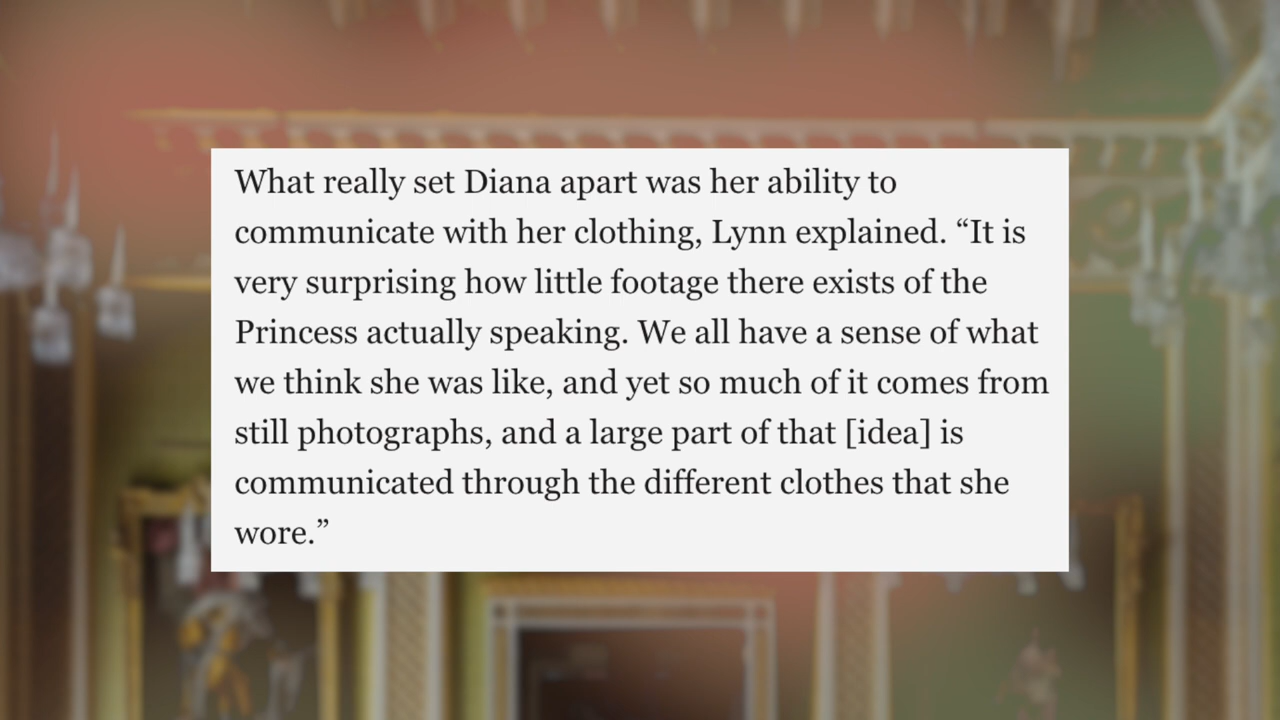 What really set Diana apart was her ability to
communicate with her clothing, Lynn explained. “It is
very surprising how little footage there exists of the
Princess actually speaking. We all have a sense of what
we think she was like, and yet so much of it comes from
still photographs, and a large part of that [idea] is
communicated through the different clothes that she
wore.”